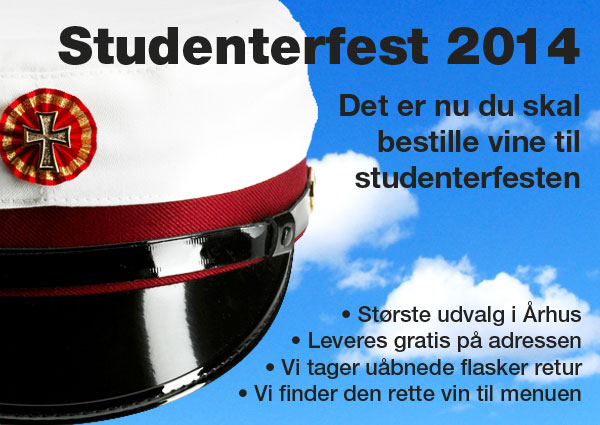 Studenterfest 2014
Det er nu du skal
bestille vine til
studenterfesten
• Største udvalg i Århus
• Leveres gratis på adressen
• Vi tager uåbnede flasker retur
• Vi finder den rette vin til menuen